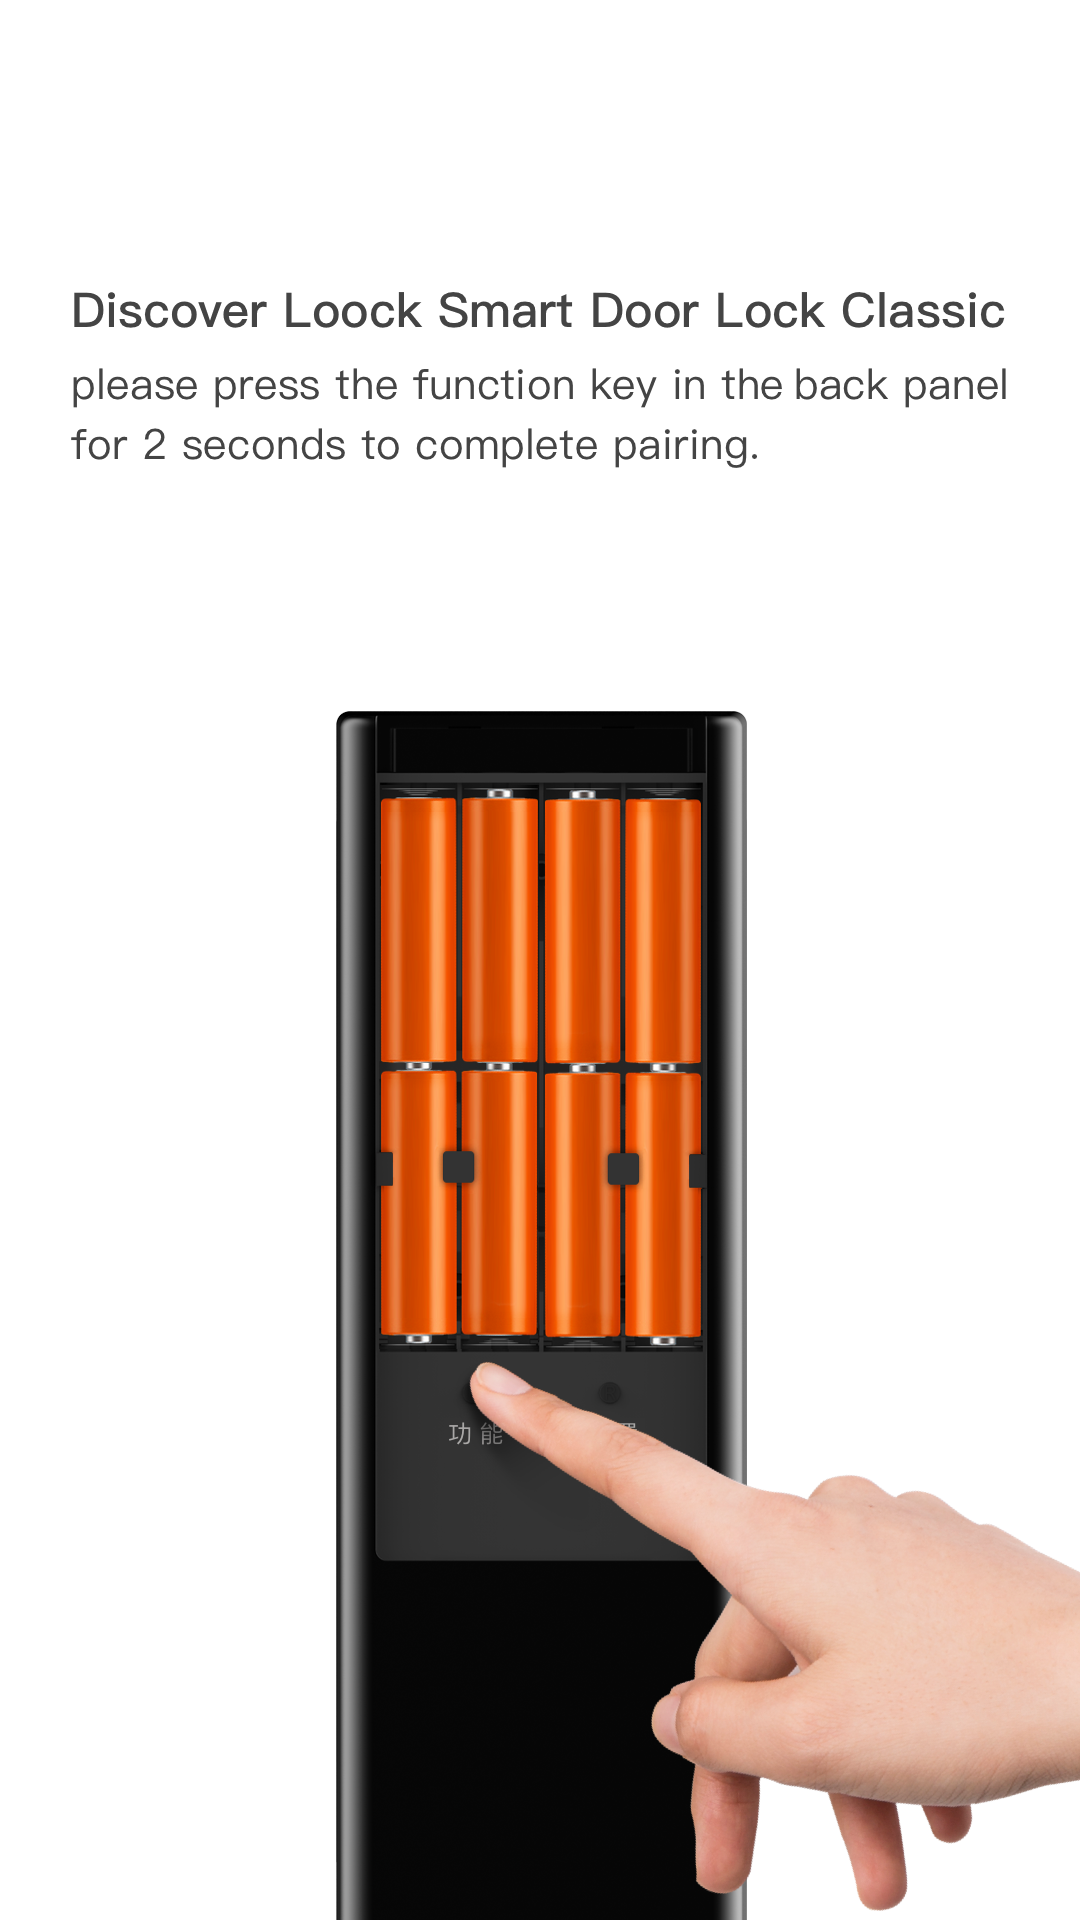 Discover Loock Smart Door Lock Classic
please press the function key in the back panel
for 2 seconds to complete pairing.
功能